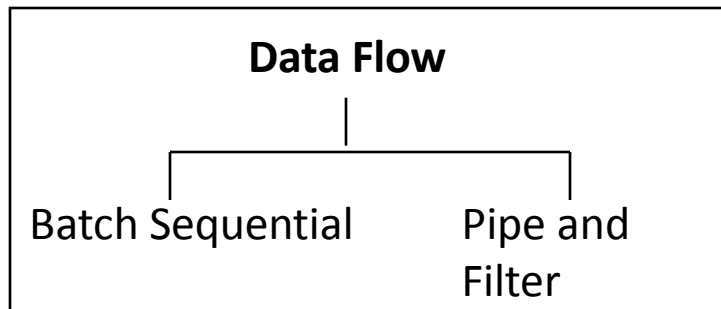 Data Flow
Batch Sequential
Pipe and
Filter